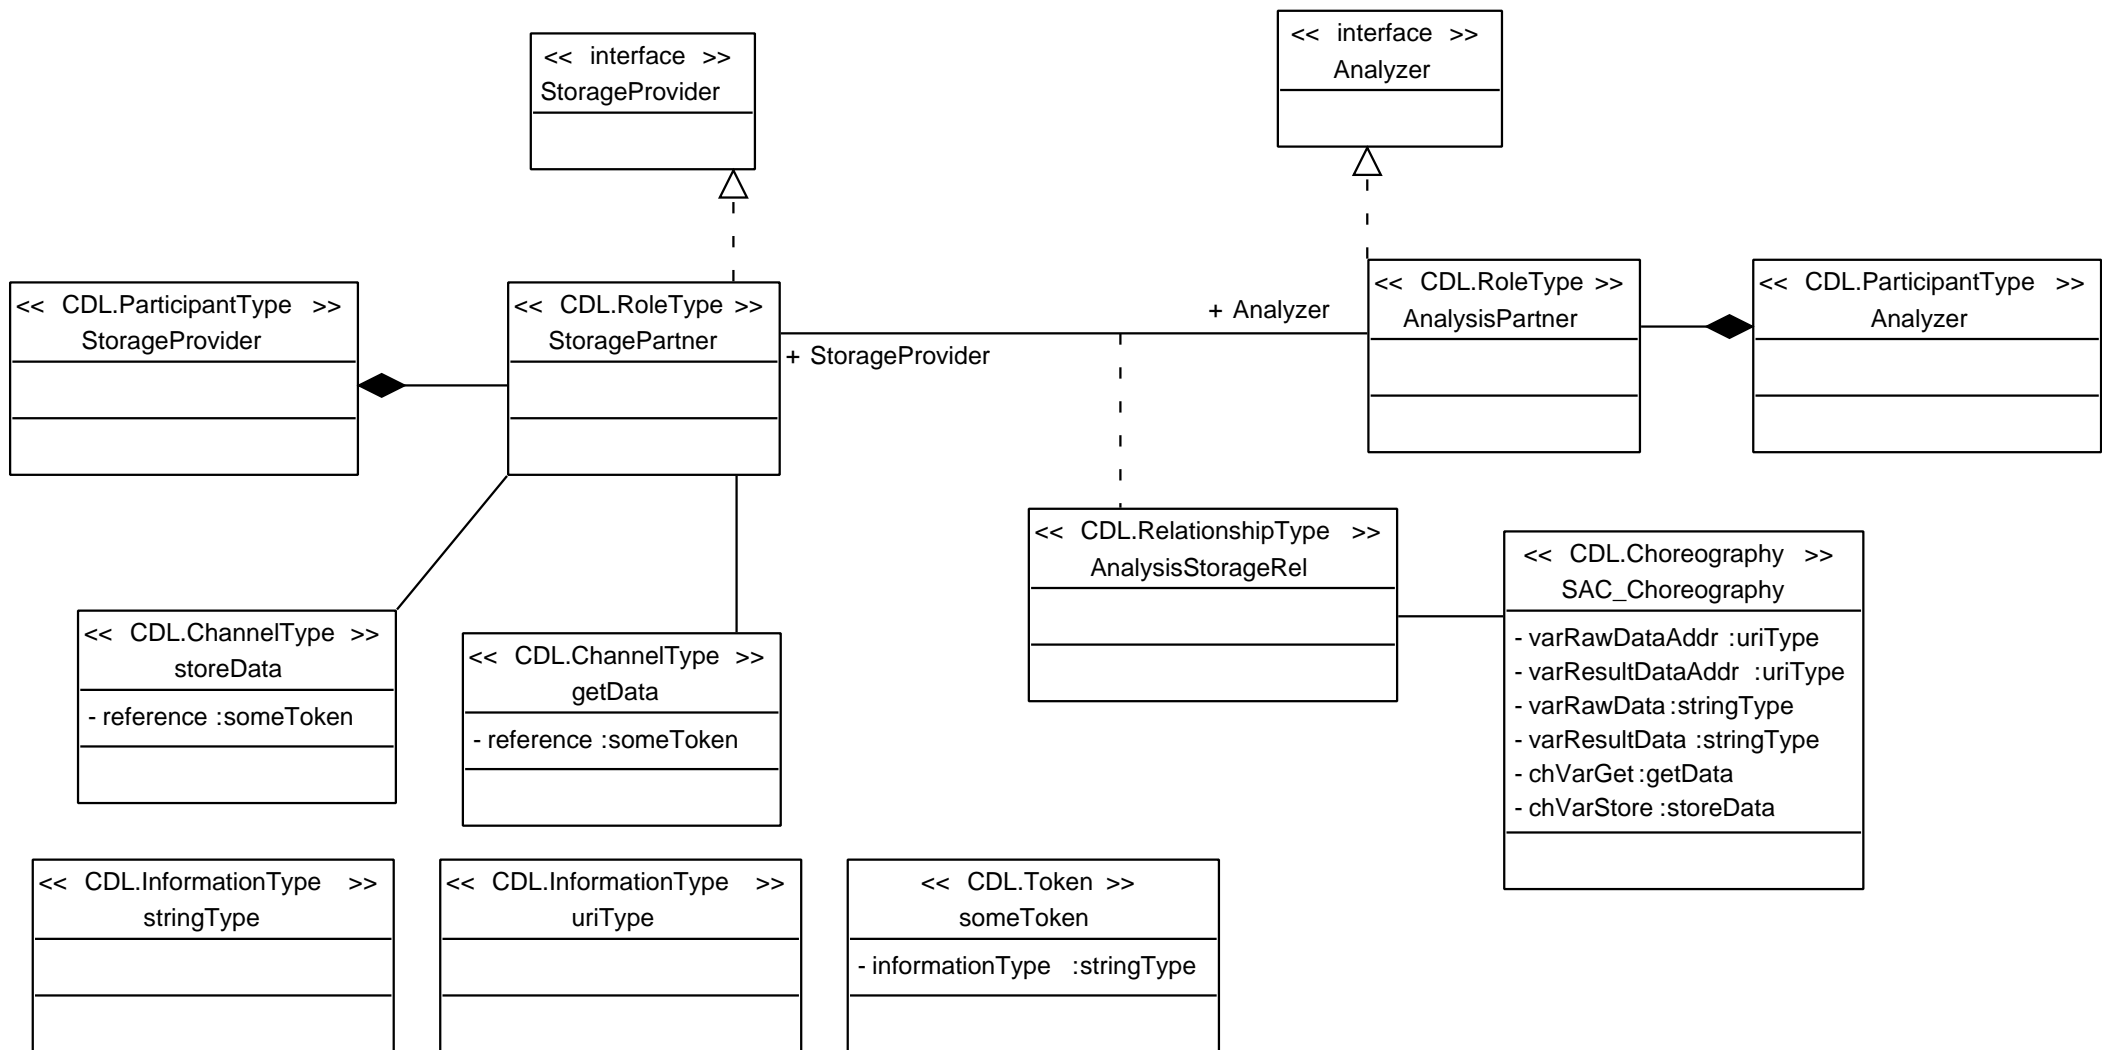 << interface >>
StorageProvider
<< interface >>
Analyzer
<< CDL.ParticipantType >>
StorageProvider
<< CDL.RoleType >>
StoragePartner
+ StorageProvider
+ Analyzer
<< CDL.RoleType >>
AnalysisPartner
<< CDL.ParticipantType >>
Analyzer
<< CDL.ChannelType >>
storeData
- reference :someToken
<< CDL.ChannelType >>
getData
- reference :someToken
<< CDL.RelationshipType >>
AnalysisStorageRel
<< CDL.Choreography >>
SAC_Choreography
- varRawDataAddr :uriType
- varResultDataAddr :uriType
- varRawData :stringType
- varResultData :stringType
- chVarGet :getData
- chVarStore :storeData
<< CDL.InformationType >>
stringType
<< CDL.InformationType >>
uriType
<< CDL.Token >>
someToken
- informationType :stringType